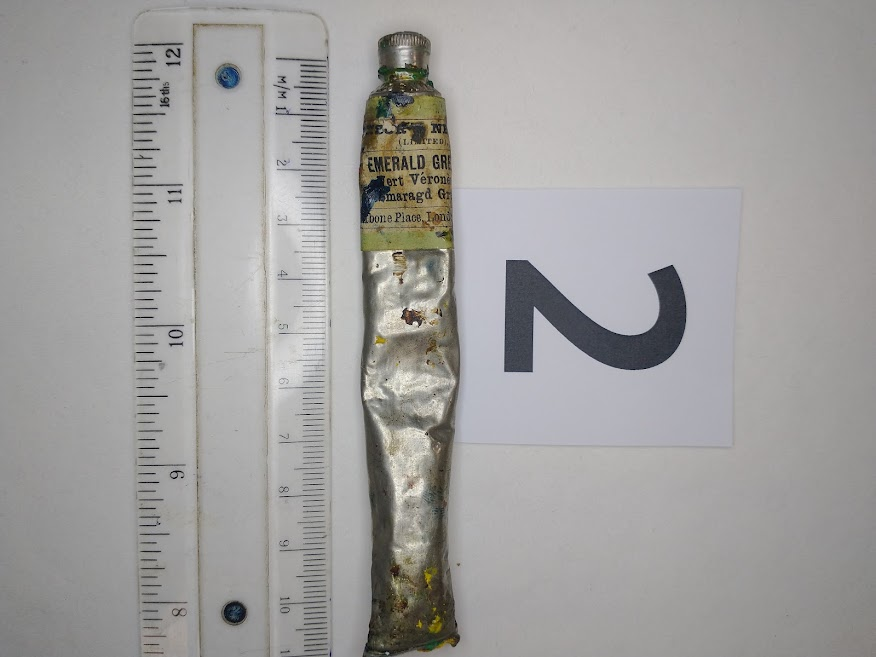 (LIMITED)
EMERALD GRE
Vert Vérone
maragd Gr
bone Place, Lond
2
12
11
10
9
8
16ths
M/M
1
2
3
4
5
6
7
8
9
10